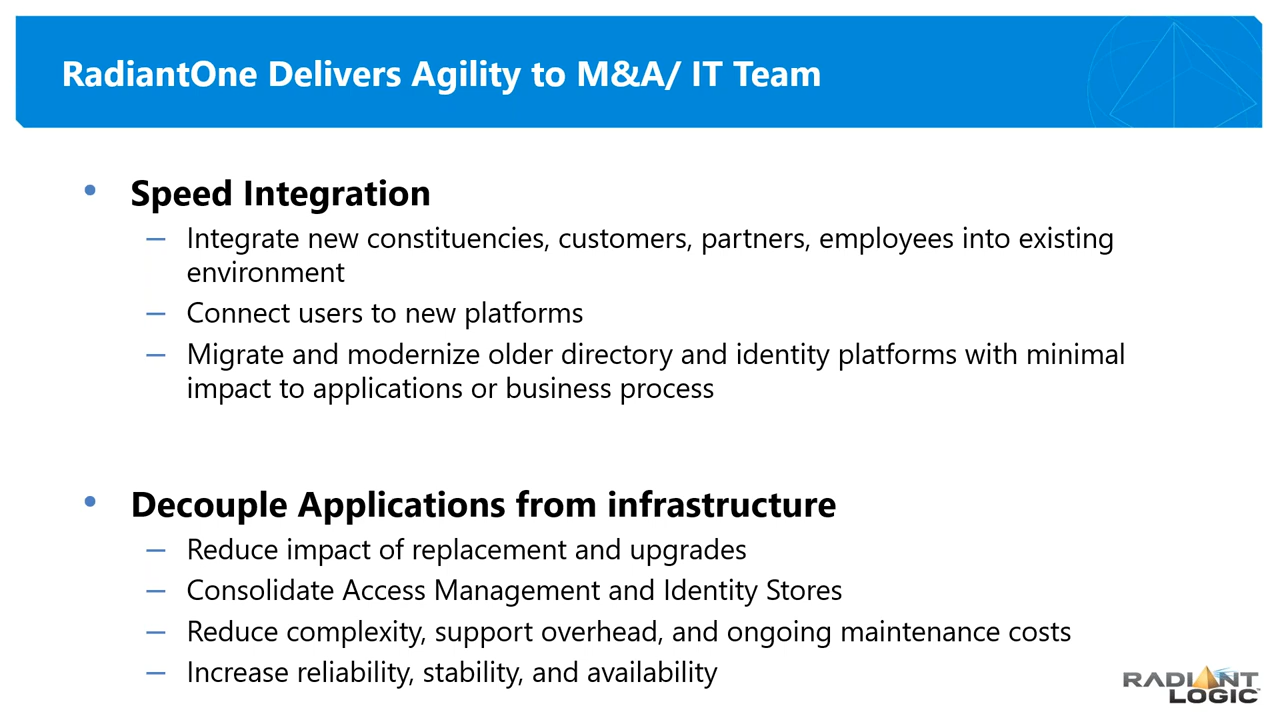 RadiantOne Delivers Agility to M&A/ IT Team
• Speed Integration
– Integrate new constituencies, customers, partners, employees into existing
environment
– Connect users to new platforms
– Migrate and modernize older directory and identity platforms with minimal
impact to applications or business process
• Decouple Applications from infrastructure
– Reduce impact of replacement and upgrades
– Consolidate Access Management and Identity Stores
– Reduce complexity, support overhead, and ongoing maintenance costs
– Increase reliability, stability, and availability
RADIANT
LOGIC